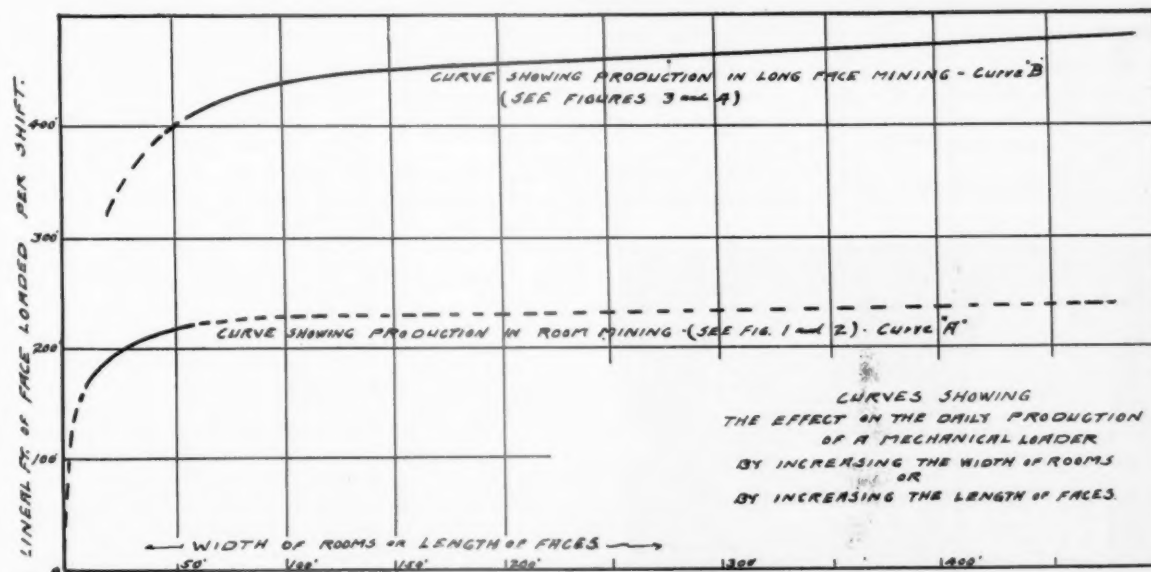 LINEAL FT. OF FACE LOADED PER SHIFT.
400'
300'
200'
100'
0
CURVE SHOWING PRODUCTION IN LONG FACE MINING - CURVE "B"
(SEE FIGURES 3 and 4)
CURVE SHOWING PRODUCTION IN ROOM MINING - (SEE FIG. 1 and 2) - CURVE "A"
CURVES SHOWING
THE EFFECT ON THE DAILY PRODUCTION
OF A MECHANICAL LOADER
BY INCREASING THE WIDTH OF ROOMS
OR
BY INCREASING THE LENGTH OF FACES.
WIDTH OF ROOMS OR LENGTH OF FACES
50' 100' 150' 200' 300' 400'